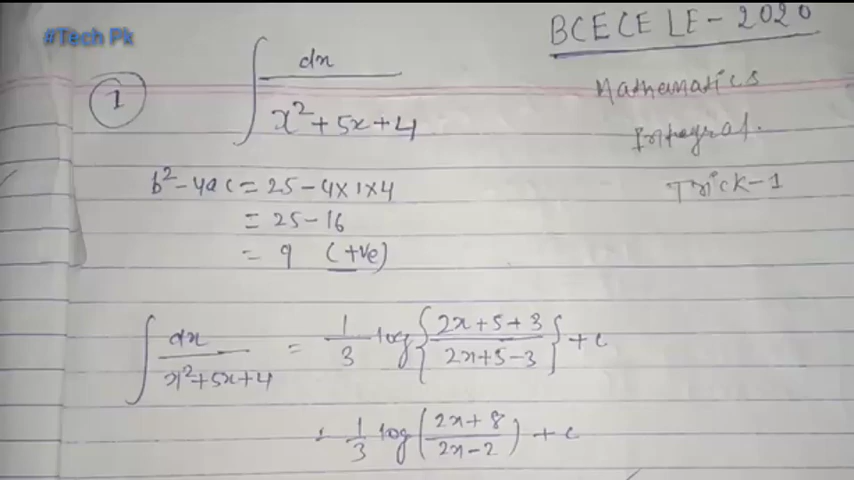 #Tech Pk
BCECE LE - 2020
Mathematics
Integral.
Trick-1
1
∫ dx / x²+5x+4
b²-4ac = 25-4×1×4
= 25-16
= 9 (+ve)
∫ dx / x²+5x+4 = 1/3 log{2x+5+3 / 2x+5-3} + c
= 1/3 log(2x+8 / 2x-2) + c